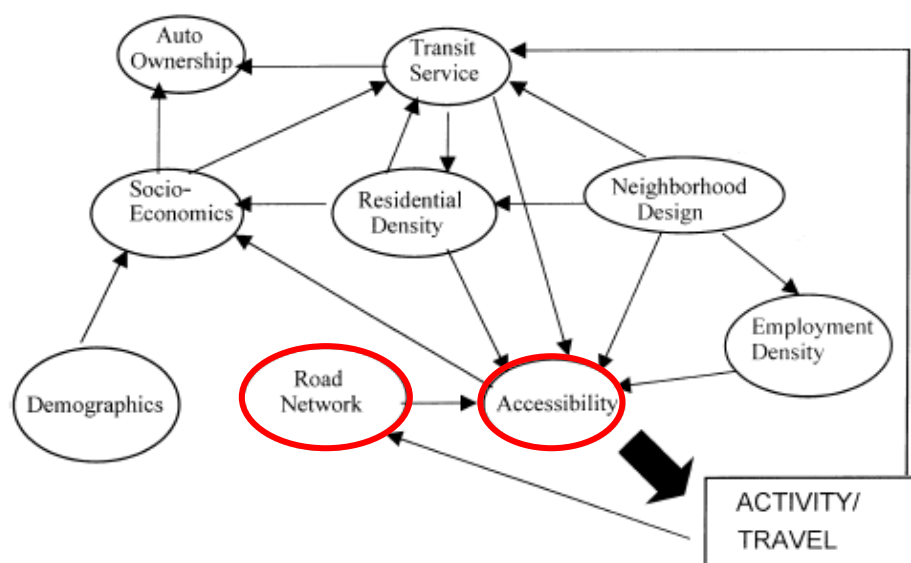 Auto
Ownership
Transit
Service
Socio-
Economics
Residential
Density
Neighborhood
Design
Employment
Density
Demographics
Road
Network
Accessibility
ACTIVITY/
TRAVEL